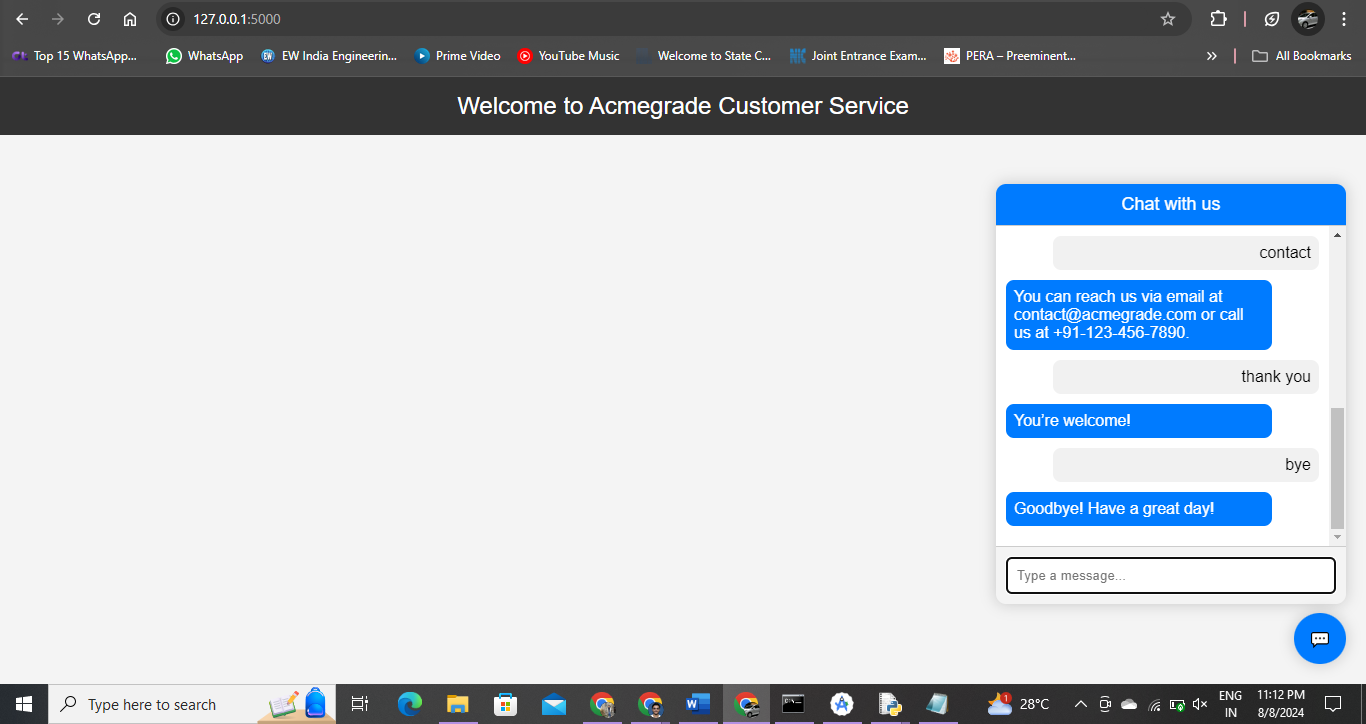 127.0.0.1:5000
Top 15 WhatsApp...
WhatsApp
EW India Engineerin...
Prime Video
YouTube Music
Welcome to State C...
Joint Entrance Exam...
PERA – Preeminent...
All Bookmarks
Welcome to Acmegrade Customer Service
Chat with us
contact
You can reach us via email at
contact@acmegrade.com or call
us at +91-123-456-7890.
thank you
You're welcome!
bye
Goodbye! Have a great day!
Type a message...
Type here to search
1
28°C
ENG
IN
11:12 PM
8/8/2024